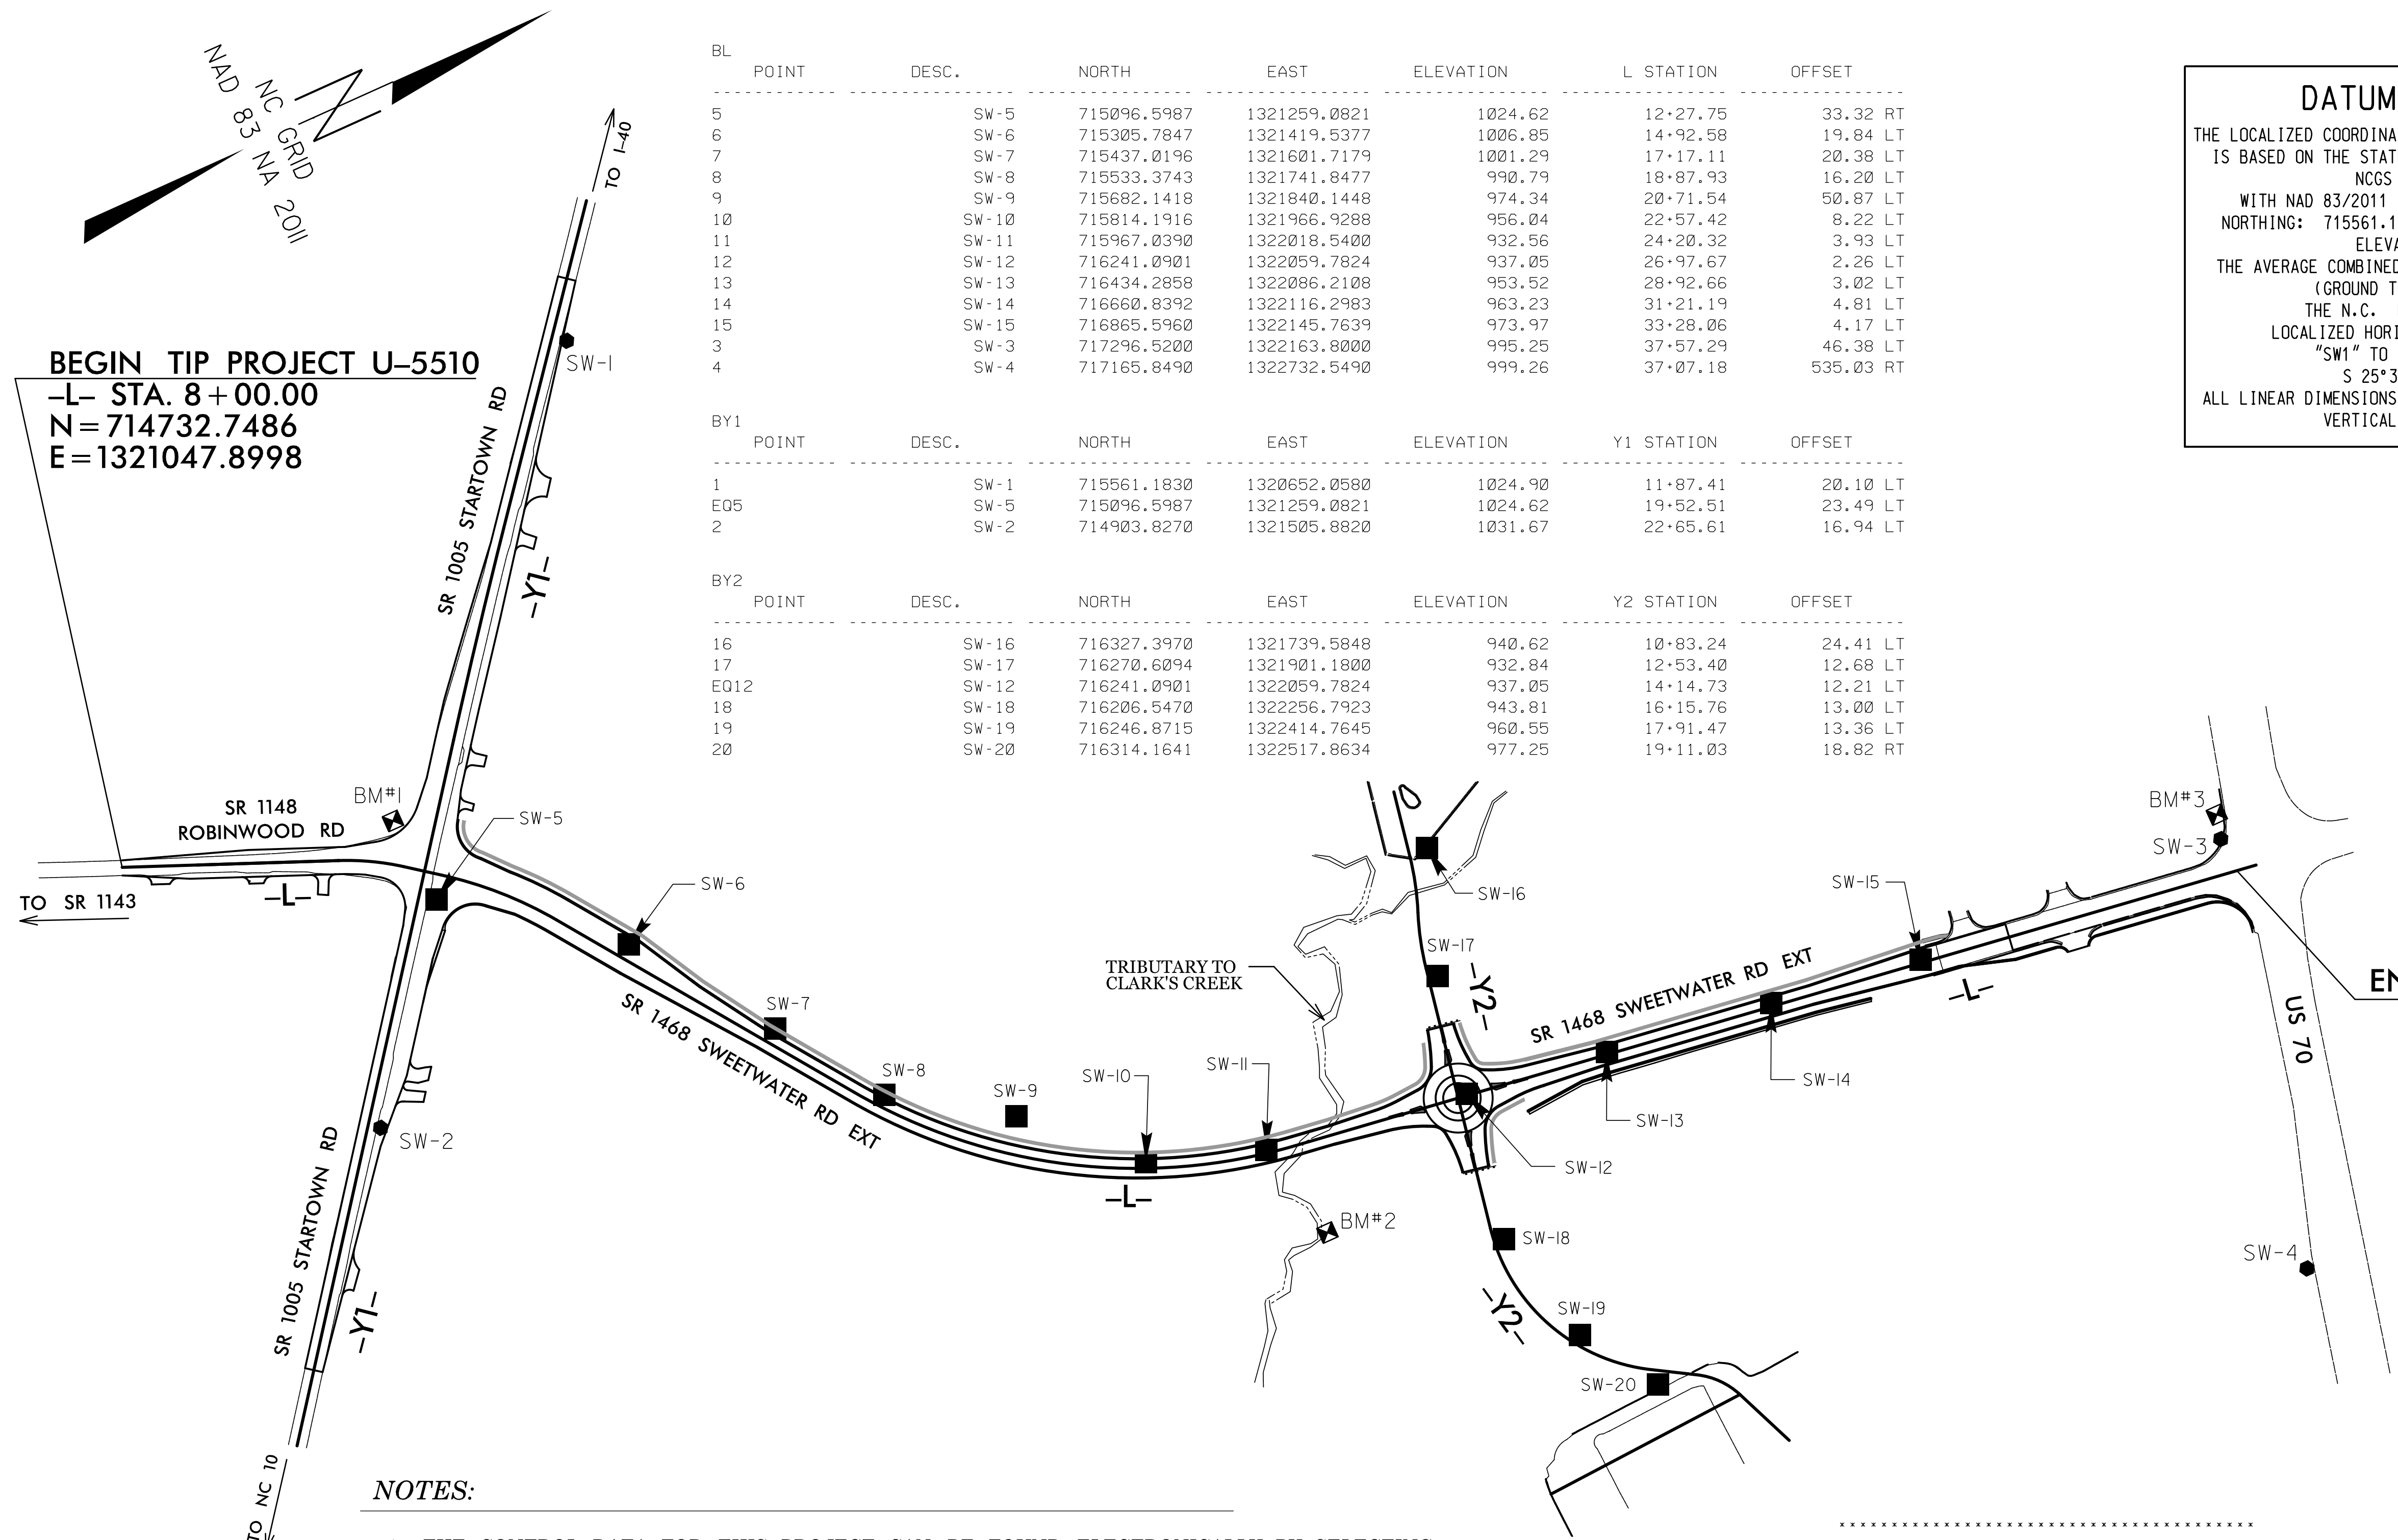 NC GRID
NAD 83 NA 2011
TO I-40
BL
POINT DESC. NORTH EAST ELEVATION L STATION OFFSET
5 SW-5 715096.5987 1321259.0821 1024.62 12+27.75 33.32 RT
6 SW-6 715305.7847 1321419.5377 1006.85 14+92.58 19.84 LT
7 SW-7 715437.0196 1321601.7179 1001.29 17+17.11 20.38 LT
8 SW-8 715533.3743 1321741.8477 990.79 18+87.93 16.20 LT
9 SW-9 715682.1418 1321840.1448 974.34 20+71.54 50.87 LT
10 SW-10 715814.1916 1321966.9288 956.04 22+57.42 8.22 LT
11 SW-11 715967.0390 1322018.5400 932.56 24+20.32 3.93 LT
12 SW-12 716241.0901 1322059.7824 937.05 26+97.67 2.26 LT
13 SW-13 716434.2858 1322086.2108 953.52 28+92.66 3.02 LT
14 SW-14 716660.8392 1322116.2983 963.23 31+21.19 4.81 LT
15 SW-15 716865.5960 1322145.7639 973.97 33+28.06 4.17 LT
3 SW-3 717296.5200 1322163.8000 995.25 37+57.29 46.38 LT
4 SW-4 717165.8490 1322732.5490 999.26 37+07.18 535.03 RT
BY1
POINT DESC. NORTH EAST ELEVATION Y1 STATION OFFSET
1 SW-1 715561.1830 1320652.0580 1024.90 11+87.41 20.10 LT
EQ5 SW-5 715096.5987 1321259.0821 1024.62 19+52.51 23.49 LT
2 SW-2 714903.8270 1321505.8820 1031.67 22+65.61 16.94 LT
BY2
POINT DESC. NORTH EAST ELEVATION Y2 STATION OFFSET
16 SW-16 716327.3970 1321739.5848 940.62 10+83.24 24.41 LT
17 SW-17 716270.6094 1321901.1800 932.84 12+53.40 12.68 LT
EQ12 SW-12 716241.0901 1322059.7824 937.05 14+14.73 12.21 LT
18 SW-18 716206.5470 1322256.7923 943.81 16+15.76 13.00 LT
19 SW-19 716246.8715 1322414.7645 960.55 17+91.47 13.36 LT
20 SW-20 716314.1641 1322517.8634 977.25 19+11.03 18.82 RT
DATUM
THE LOCALIZED COORDINA
IS BASED ON THE STAT
NCGS
WITH NAD 83/2011
NORTHING: 715561.1
ELEVA
THE AVERAGE COMBINED
(GROUND T
THE N.C.
LOCALIZED HORI
"SW1" TO
S 25°3
ALL LINEAR DIMENSIONS
VERTICAL
BEGIN TIP PROJECT U-5510
-L- STA. 8+00.00
N=714732.7486
E=1321047.8998
SW-1
SR 1005 STARTOWN RD
-Y1-
SR 1148
ROBINWOOD RD
BM#1
SW-5
-L-
TO SR 1143
SW-6
SW-7
SR 1468 SWEETWATER RD EXT
SW-8
SW-9
SW-10
SW-11
-L-
TRIBUTARY TO
CLARK'S CREEK
SW-16
SW-17
-Y2-
SR 1468 SWEETWATER RD EXT
SW-15
BM#3
SW-3
-L-
EN
US 70
SW-14
SW-13
SW-12
BM#2
SW-18
-Y2-
SW-19
SW-20
SW-4
SW-2
SR 1005 STARTOWN RD
-Y1-
TO NC 10
NOTES:
THE CONTROL DATA FOR THIS PROJECT CAN BE FOUND ELECTRONICALLY BY SELECTING